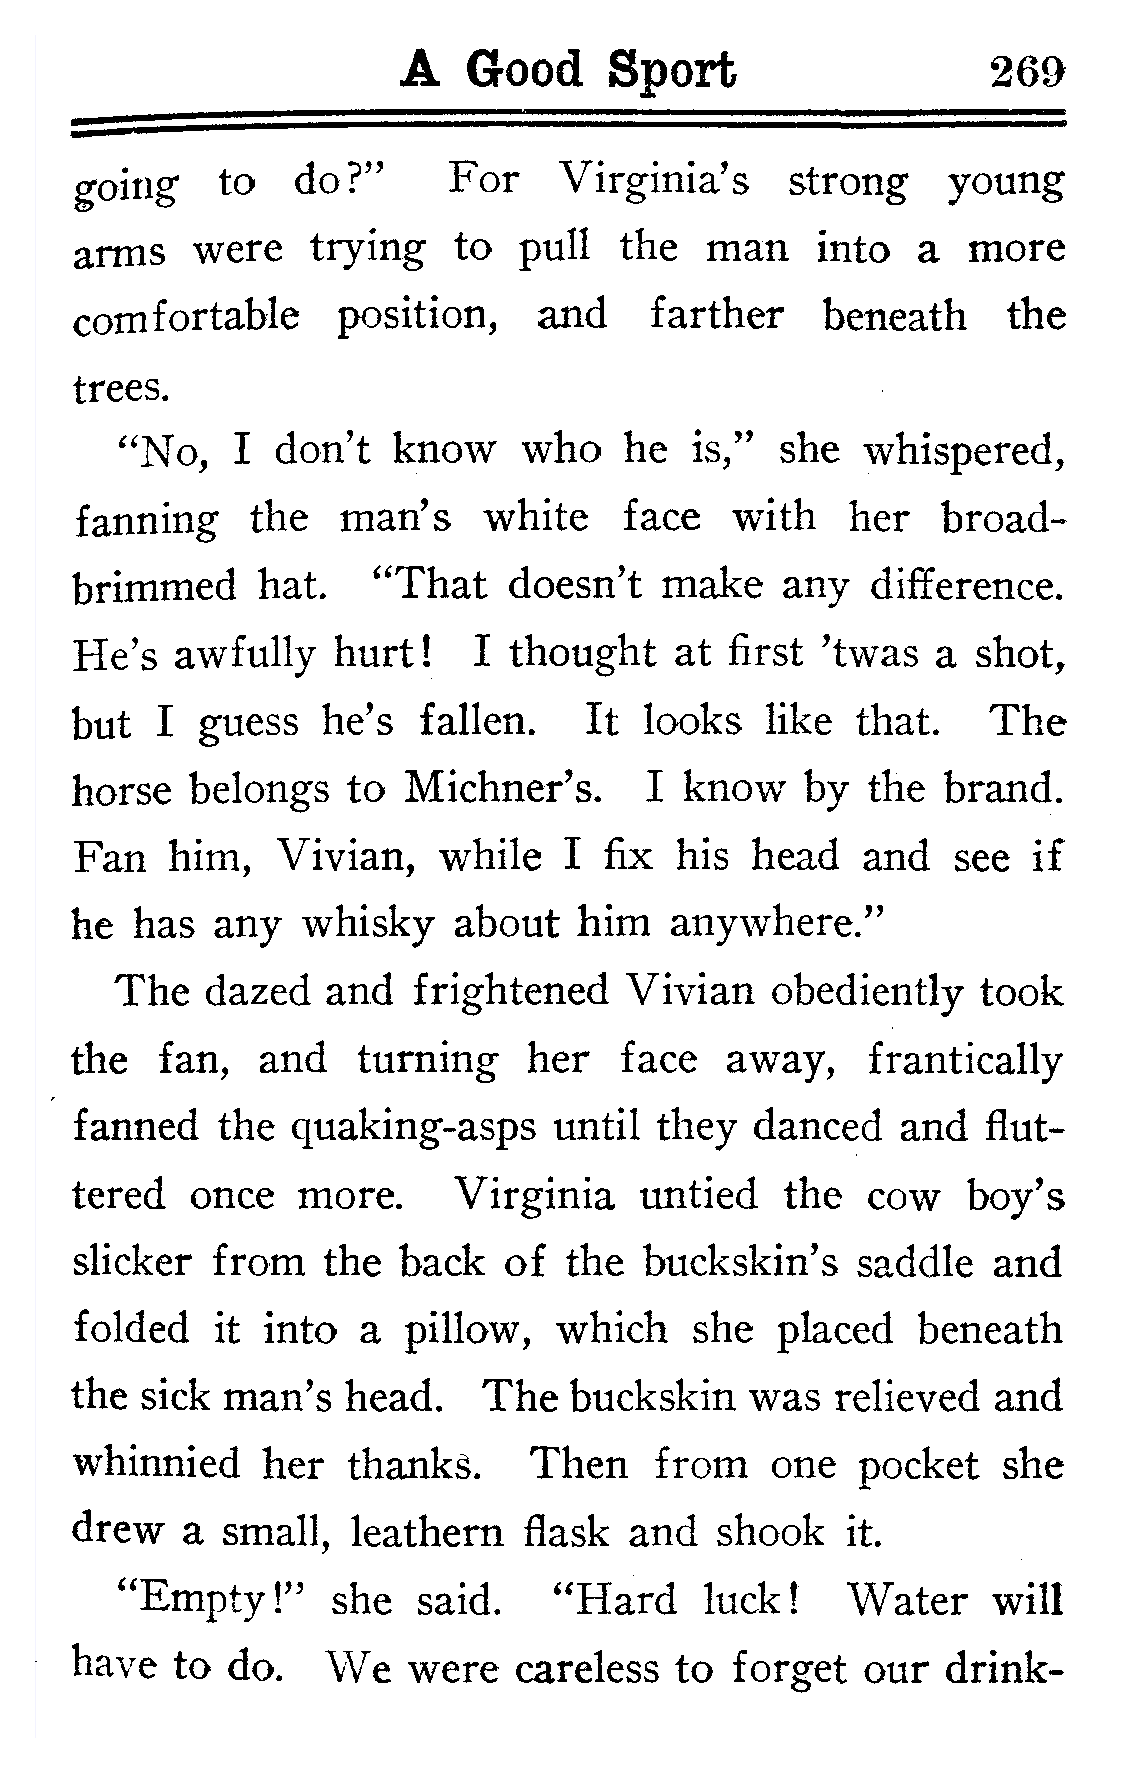 A Good Sport 269
going to do?" For Virginia's strong young
arms were trying to pull the man into a more
comfortable position, and farther beneath the
trees.
"No, I don't know who he is," she whispered,
fanning the man's white face with her broad-
brimmed hat. "That doesn't make any difference.
He's awfully hurt! I thought at first 'twas a shot,
but I guess he's fallen. It looks like that. The
horse belongs to Michner's. I know by the brand.
Fan him, Vivian, while I fix his head and see if
he has any whisky about him anywhere."
The dazed and frightened Vivian obediently took
the fan, and turning her face away, frantically
fanned the quaking-asps until they danced and flut-
tered once more. Virginia untied the cow boy's
slicker from the back of the buckskin's saddle and
folded it into a pillow, which she placed beneath
the sick man's head. The buckskin was relieved and
whinnied her thanks. Then from one pocket she
drew a small, leathern flask and shook it.
"Empty!" she said. "Hard luck! Water will
have to do. We were careless to forget our drink-